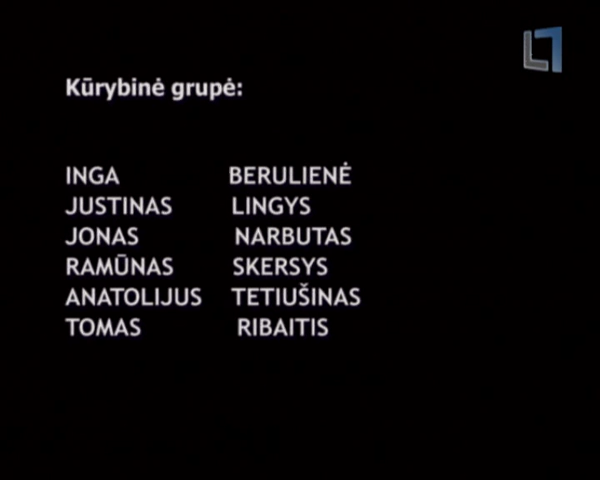 Kūrybinė grupė:
INGA BERULIENĖ
JUSTINAS LINGYS
JONAS NARBUTAS
RAMŪNAS SKERSYS
ANATOLIJUS TETIUŠINAS
TOMAS RIBAITIS